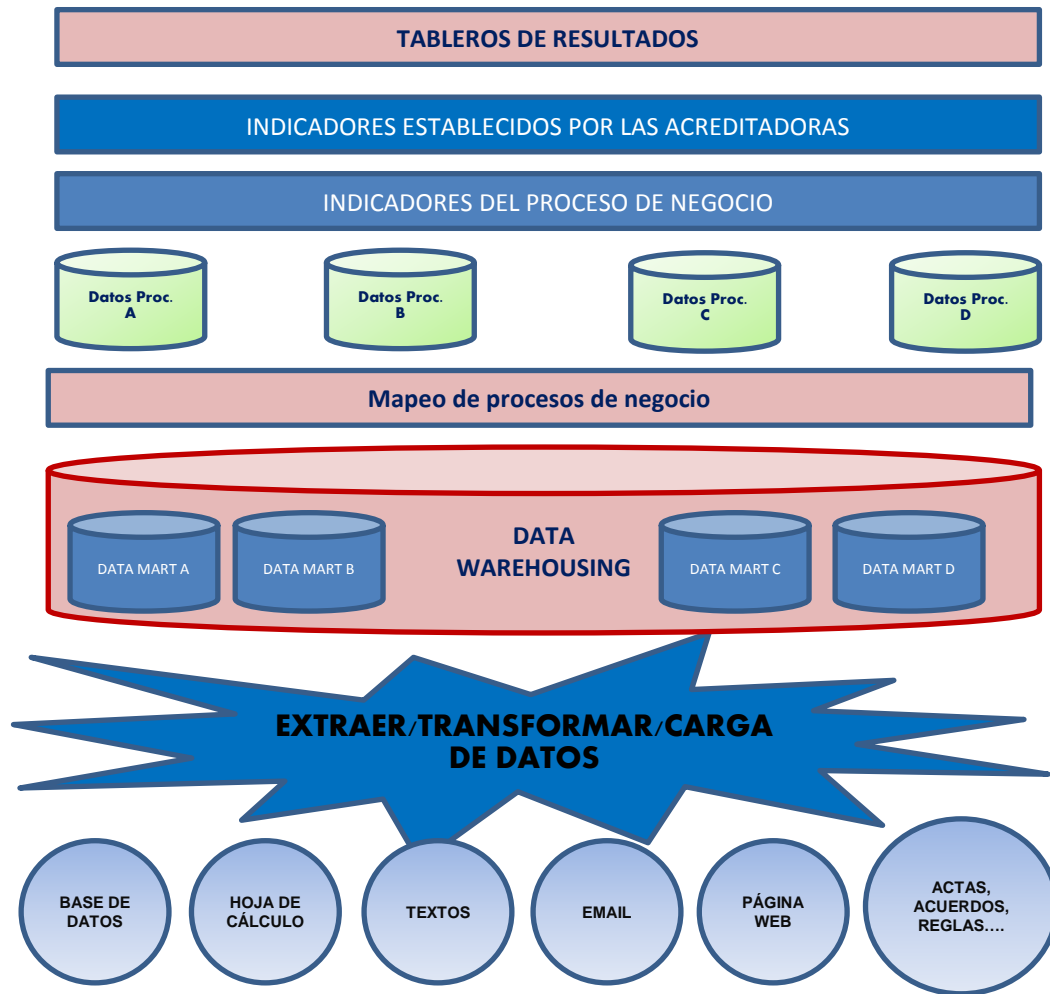 TABLEROS DE RESULTADOS
INDICADORES ESTABLECIDOS POR LAS ACREDITADORAS
INDICADORES DEL PROCESO DE NEGOCIO
Datos Proc.
A
Datos Proc.
B
Datos Proc.
C
Datos Proc.
D
Mapeo de procesos de negocio
DATA MART A
DATA MART B
DATA
WAREHOUSING
DATA MART C
DATA MART D
EXTRAER/TRANSFORMAR/CARGA
DE DATOS
BASE DE
DATOS
HOJA DE
CÁLCULO
TEXTOS
EMAIL
PÁGINA
WEB
ACTAS,
ACUERDOS,
REGLAS....